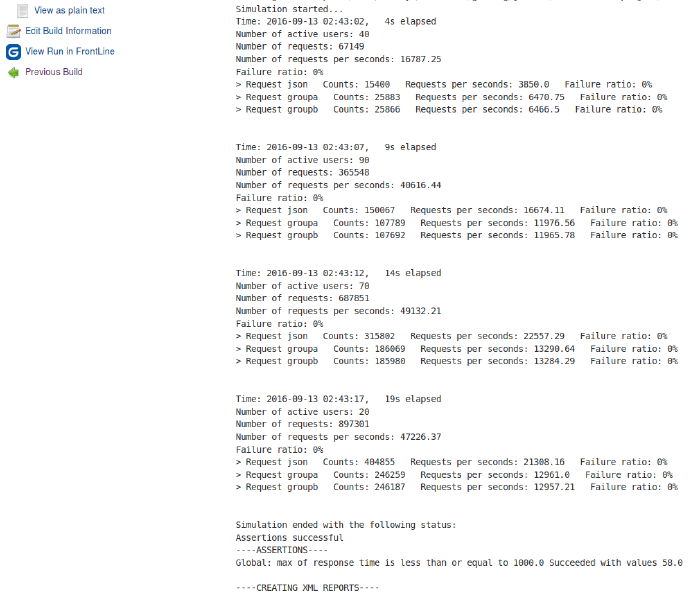 View as plain text
Edit Build Information
View Run in FrontLine
Previous Build
Simulation started...
Time: 2016-09-13 02:43:02,   4s elapsed
Number of active users: 40
Number of requests: 67149
Number of requests per seconds: 16787.25
Failure ratio: 0%
> Request json   Counts: 15400   Requests per seconds: 3850.0   Failure ratio: 0%
> Request groupa   Counts: 25883   Requests per seconds: 6470.75   Failure ratio: 0%
> Request groupb   Counts: 25866   Requests per seconds: 6466.5   Failure ratio: 0%
Time: 2016-09-13 02:43:07,   9s elapsed
Number of active users: 90
Number of requests: 365548
Number of requests per seconds: 40616.44
Failure ratio: 0%
> Request json   Counts: 150067   Requests per seconds: 16674.11   Failure ratio: 0%
> Request groupa   Counts: 107789   Requests per seconds: 11976.56   Failure ratio: 0%
> Request groupb   Counts: 107692   Requests per seconds: 11965.78   Failure ratio: 0%
Time: 2016-09-13 02:43:12,   14s elapsed
Number of active users: 70
Number of requests: 687851
Number of requests per seconds: 49132.21
Failure ratio: 0%
> Request json   Counts: 315802   Requests per seconds: 22557.29   Failure ratio: 0%
> Request groupa   Counts: 186069   Requests per seconds: 13290.64   Failure ratio: 0%
> Request groupb   Counts: 185980   Requests per seconds: 13284.29   Failure ratio: 0%
Time: 2016-09-13 02:43:17,   19s elapsed
Number of active users: 20
Number of requests: 897301
Number of requests per seconds: 47226.37
Failure ratio: 0%
> Request json   Counts: 404855   Requests per seconds: 21308.16   Failure ratio: 0%
> Request groupa   Counts: 246259   Requests per seconds: 12961.0   Failure ratio: 0%
> Request groupb   Counts: 246187   Requests per seconds: 12957.21   Failure ratio: 0%
Simulation ended with the following status:
Assertions successful
----ASSERTIONS----
Global: max of response time is less than or equal to 1000.0 Succeeded with values 58.0
----CREATING XML REPORTS----